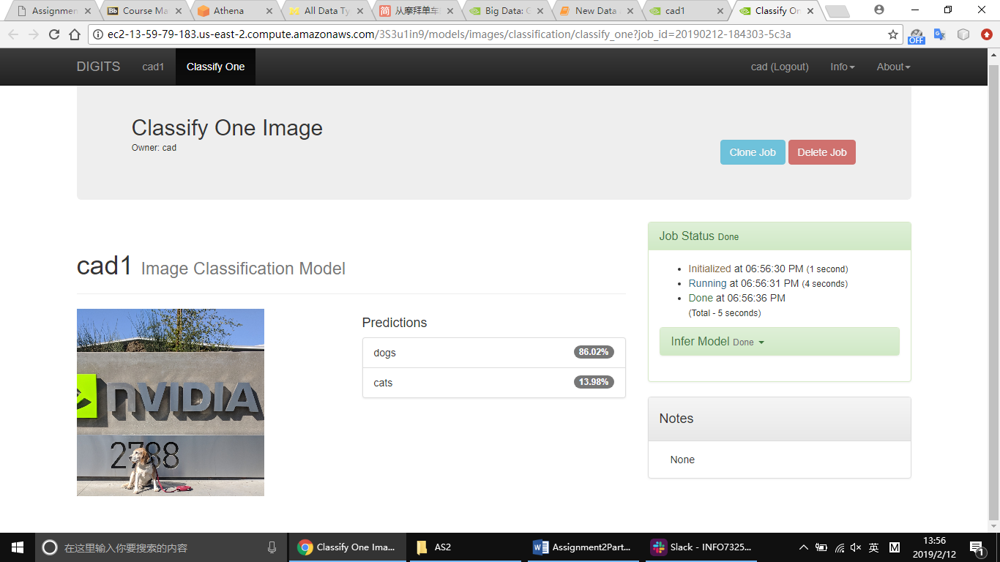 Assignmen
Course Ma
Athena
All Data Ty
从摩拜单车
Big Data: G
New Data
cad1
Classify On
ec2-13-59-79-183.us-east-2.compute.amazonaws.com/3S3u1in9/models/images/classification/classify_one?job_id=20190212-184303-5c3a
OFF
DIGITS
cad1
Classify One
cad (Logout)
Info
About
Classify One Image
Owner: cad
Clone Job
Delete Job
Job Status Done
Initialized at 06:56:30 PM (1 second)
Running at 06:56:31 PM (4 seconds)
Done at 06:56:36 PM
(Total - 5 seconds)
Infer Model Done
Notes
None
cad1 Image Classification Model
NVIDIA
2788
Predictions
dogs 86.02%
cats 13.98%
在这里输入你要搜索的内容
Classify One Ima...
AS2
Assignment2Part...
Slack - INFO7325...
英
M
13:56
2019/2/12
1